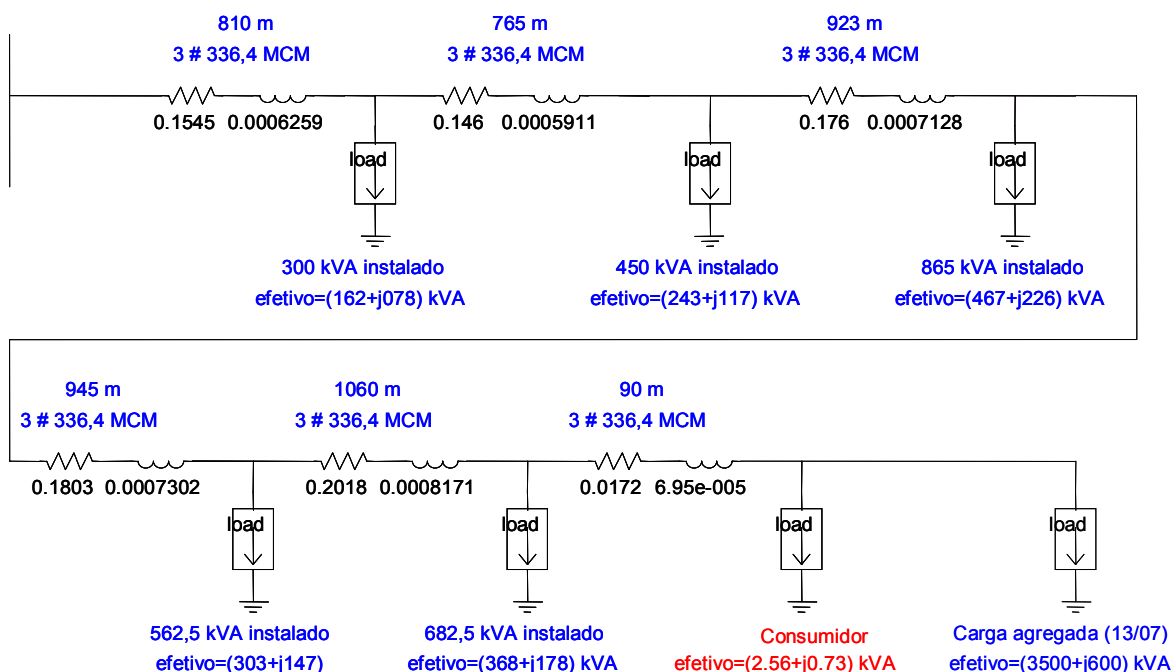 810 m
3 # 336,4 MCM
765 m
3 # 336,4 MCM
923 m
3 # 336,4 MCM
0.1545 0.0006259
0.146 0.0005911
0.176 0.0007128
load
load
load
300 kVA instalado
efetivo=(162+j078) kVA
450 kVA instalado
efetivo=(243+j117) kVA
865 kVA instalado
efetivo=(467+j226) kVA
945 m
3 # 336,4 MCM
1060 m
3 # 336,4 MCM
90 m
3 # 336,4 MCM
0.1803 0.0007302
0.2018 0.0008171
0.0172 6.95e-005
load
load
load
load
562,5 kVA instalado
efetivo=(303+j147)
682,5 kVA instalado
efetivo=(368+j178) kVA
Consumidor
efetivo=(2.56+j0.73) kVA
Carga agregada (13/07)
efetivo=(3500+j600) kVA